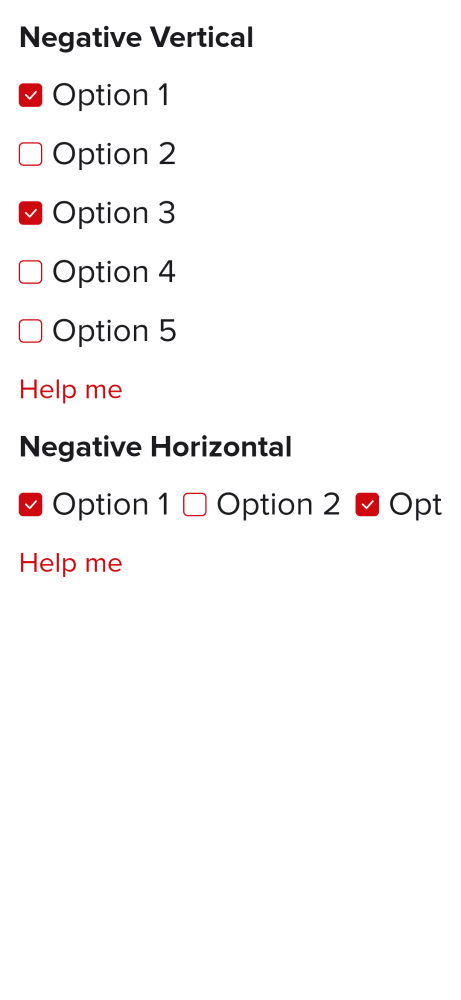 Negative Vertical
Option 1
Option 2
Option 3
Option 4
Option 5
Help me
Negative Horizontal
Option 1 Option 2 Opt
Help me